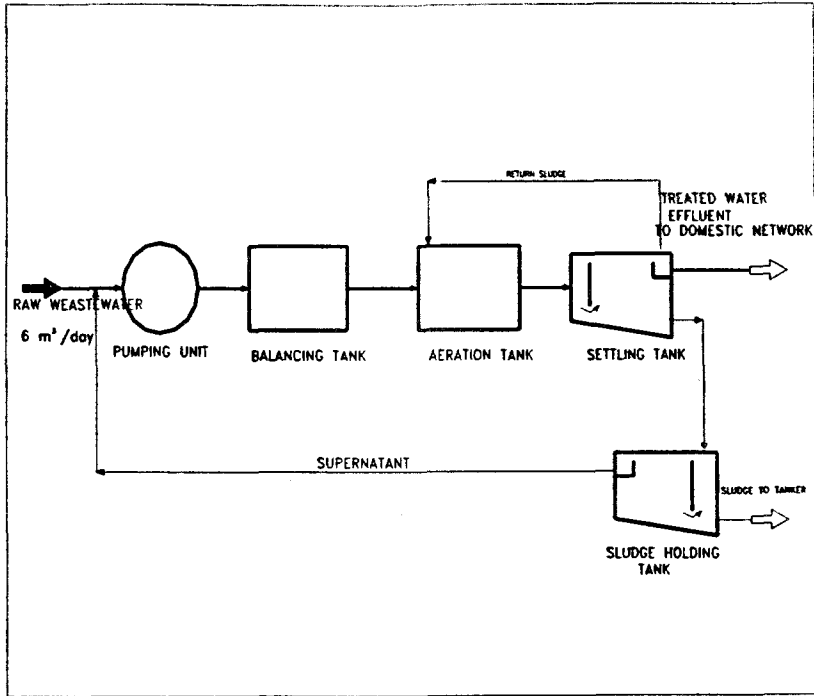 RETURN SLUDGE
TREATED WATER
EFFLUENT
TO DOMESTIC NETWORK
RAW WEASTEWATER
6 m³/day
PUMPING UNIT
BALANCING TANK
AERATION TANK
SETTLING TANK
SUPERNATANT
SLUDGE TO TANKER
SLUDGE HOLDING
TANK